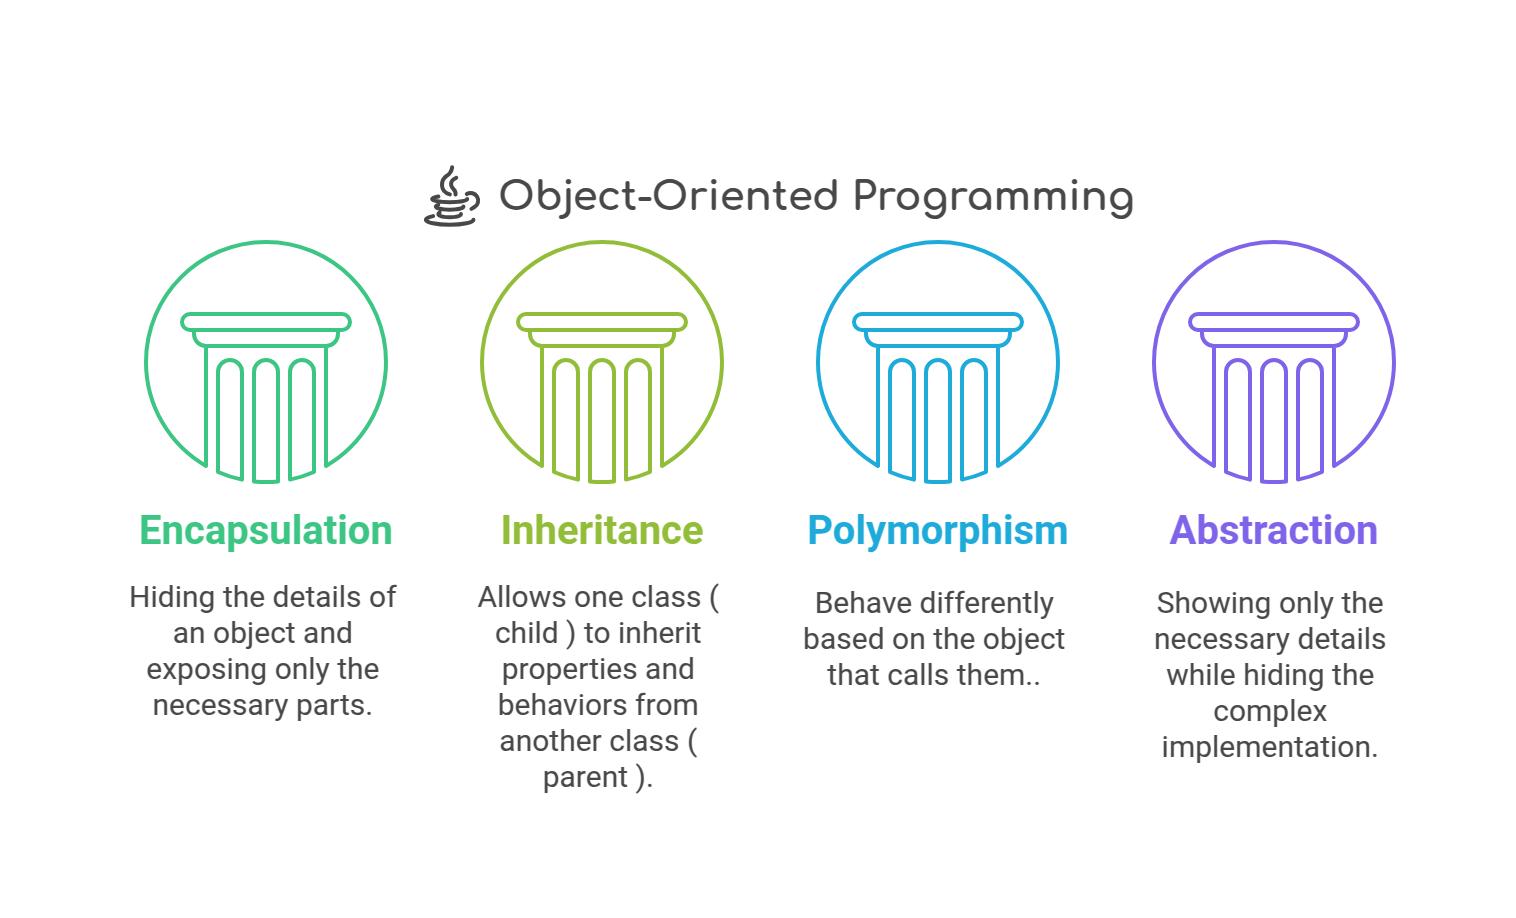 Object-Oriented Programming
Encapsulation
Hiding the details of
an object and
exposing only the
necessary parts.
Inheritance
Allows one class (
child ) to inherit
properties and
behaviors from
another class (
parent ).
Polymorphism
Behave differently
based on the object
that calls them..
Abstraction
Showing only the
necessary details
while hiding the
complex
implementation.